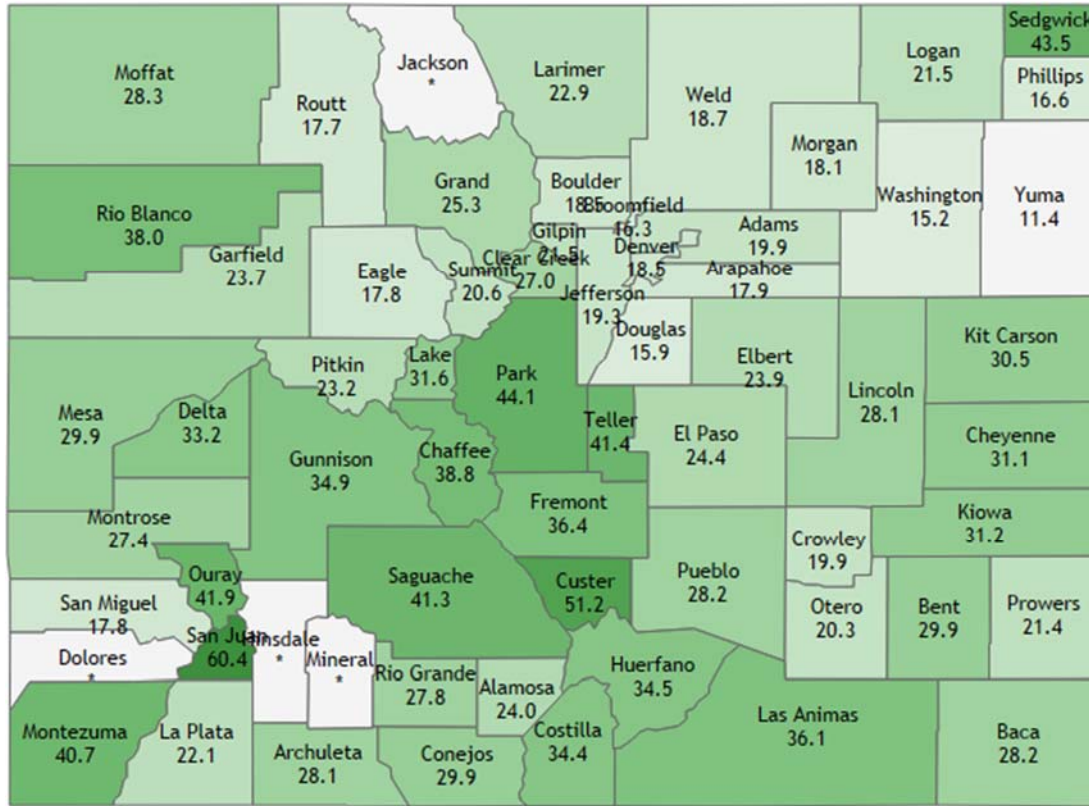 Moffat
28.3
Routt
17.7
Jackson
*
Larimer
22.9
Weld
18.7
Logan
21.5
Sedgwick
43.5
Phillips
16.6
Morgan
18.1
Washington
15.2
Yuma
11.4
Rio Blanco
38.0
Grand
25.3
Boulder
18.5
Broomfield
16.3
Gilpin
21.5
Adams
19.9
Garfield
23.7
Eagle
17.8
Summit
20.6
Clear Creek
27.0
Denver
18.5
Arapahoe
17.9
Jefferson
19.3
Douglas
15.9
Elbert
23.9
Kit Carson
30.5
Pitkin
23.2
Lake
31.6
Park
44.1
Lincoln
28.1
Mesa
29.9
Delta
33.2
Teller
41.4
El Paso
24.4
Cheyenne
31.1
Gunnison
34.9
Chaffee
38.8
Fremont
36.4
Kiowa
31.2
Montrose
27.4
Crowley
19.9
Ouray
41.9
Saguache
41.3
Custer
51.2
Pueblo
28.2
Otero
20.3
Bent
29.9
Prowers
21.4
San Miguel
17.8
San Juan
60.4
Hinsdale
*
Mineral
*
Dolores
*
Rio Grande
27.8
Alamosa
24.0
Huerfano
34.5
Montezuma
40.7
La Plata
22.1
Archuleta
28.1
Conejos
29.9
Costilla
34.4
Las Animas
36.1
Baca
28.2